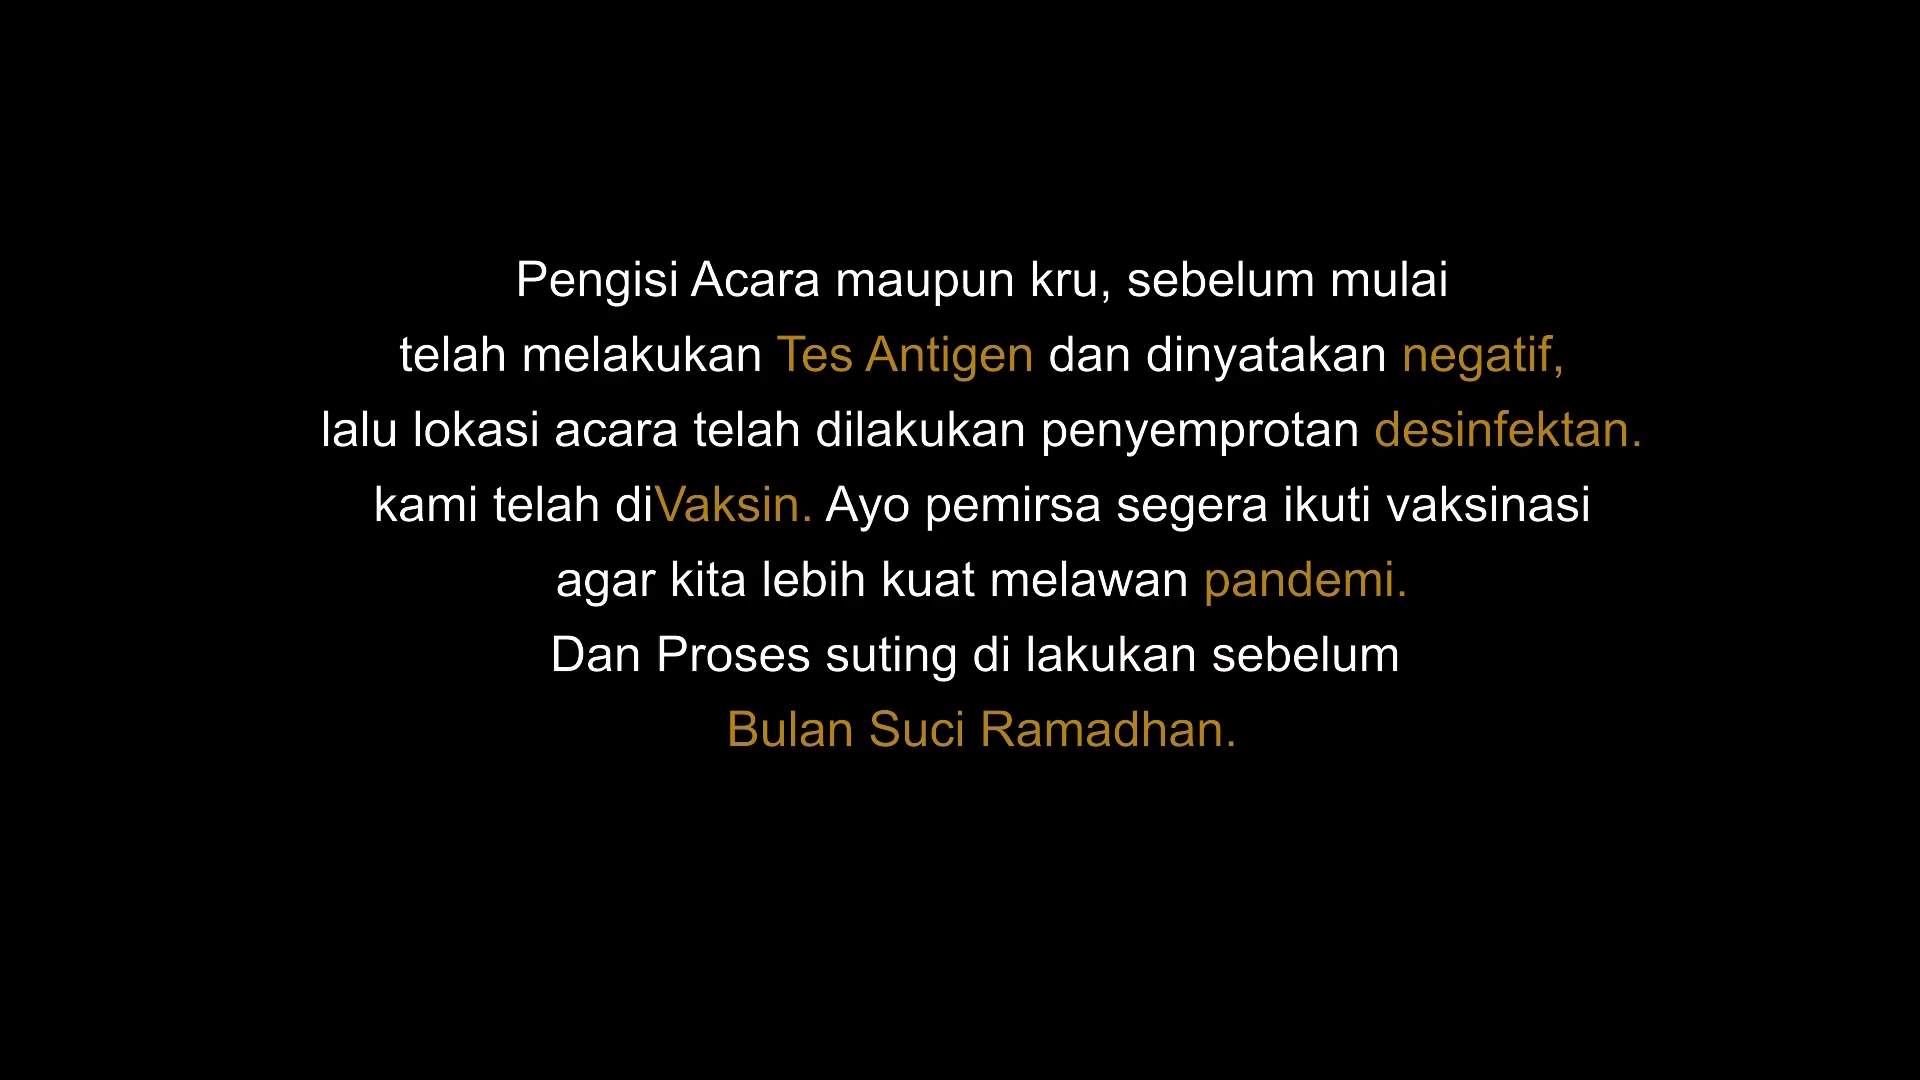 Pengisi Acara maupun kru, sebelum mulai
telah melakukan Tes Antigen dan dinyatakan negatif,
lalu lokasi acara telah dilakukan penyemprotan desinfektan.
kami telah diVaksin. Ayo pemirsa segera ikuti vaksinasi
agar kita lebih kuat melawan pandemi.
Dan Proses suting di lakukan sebelum
Bulan Suci Ramadhan.